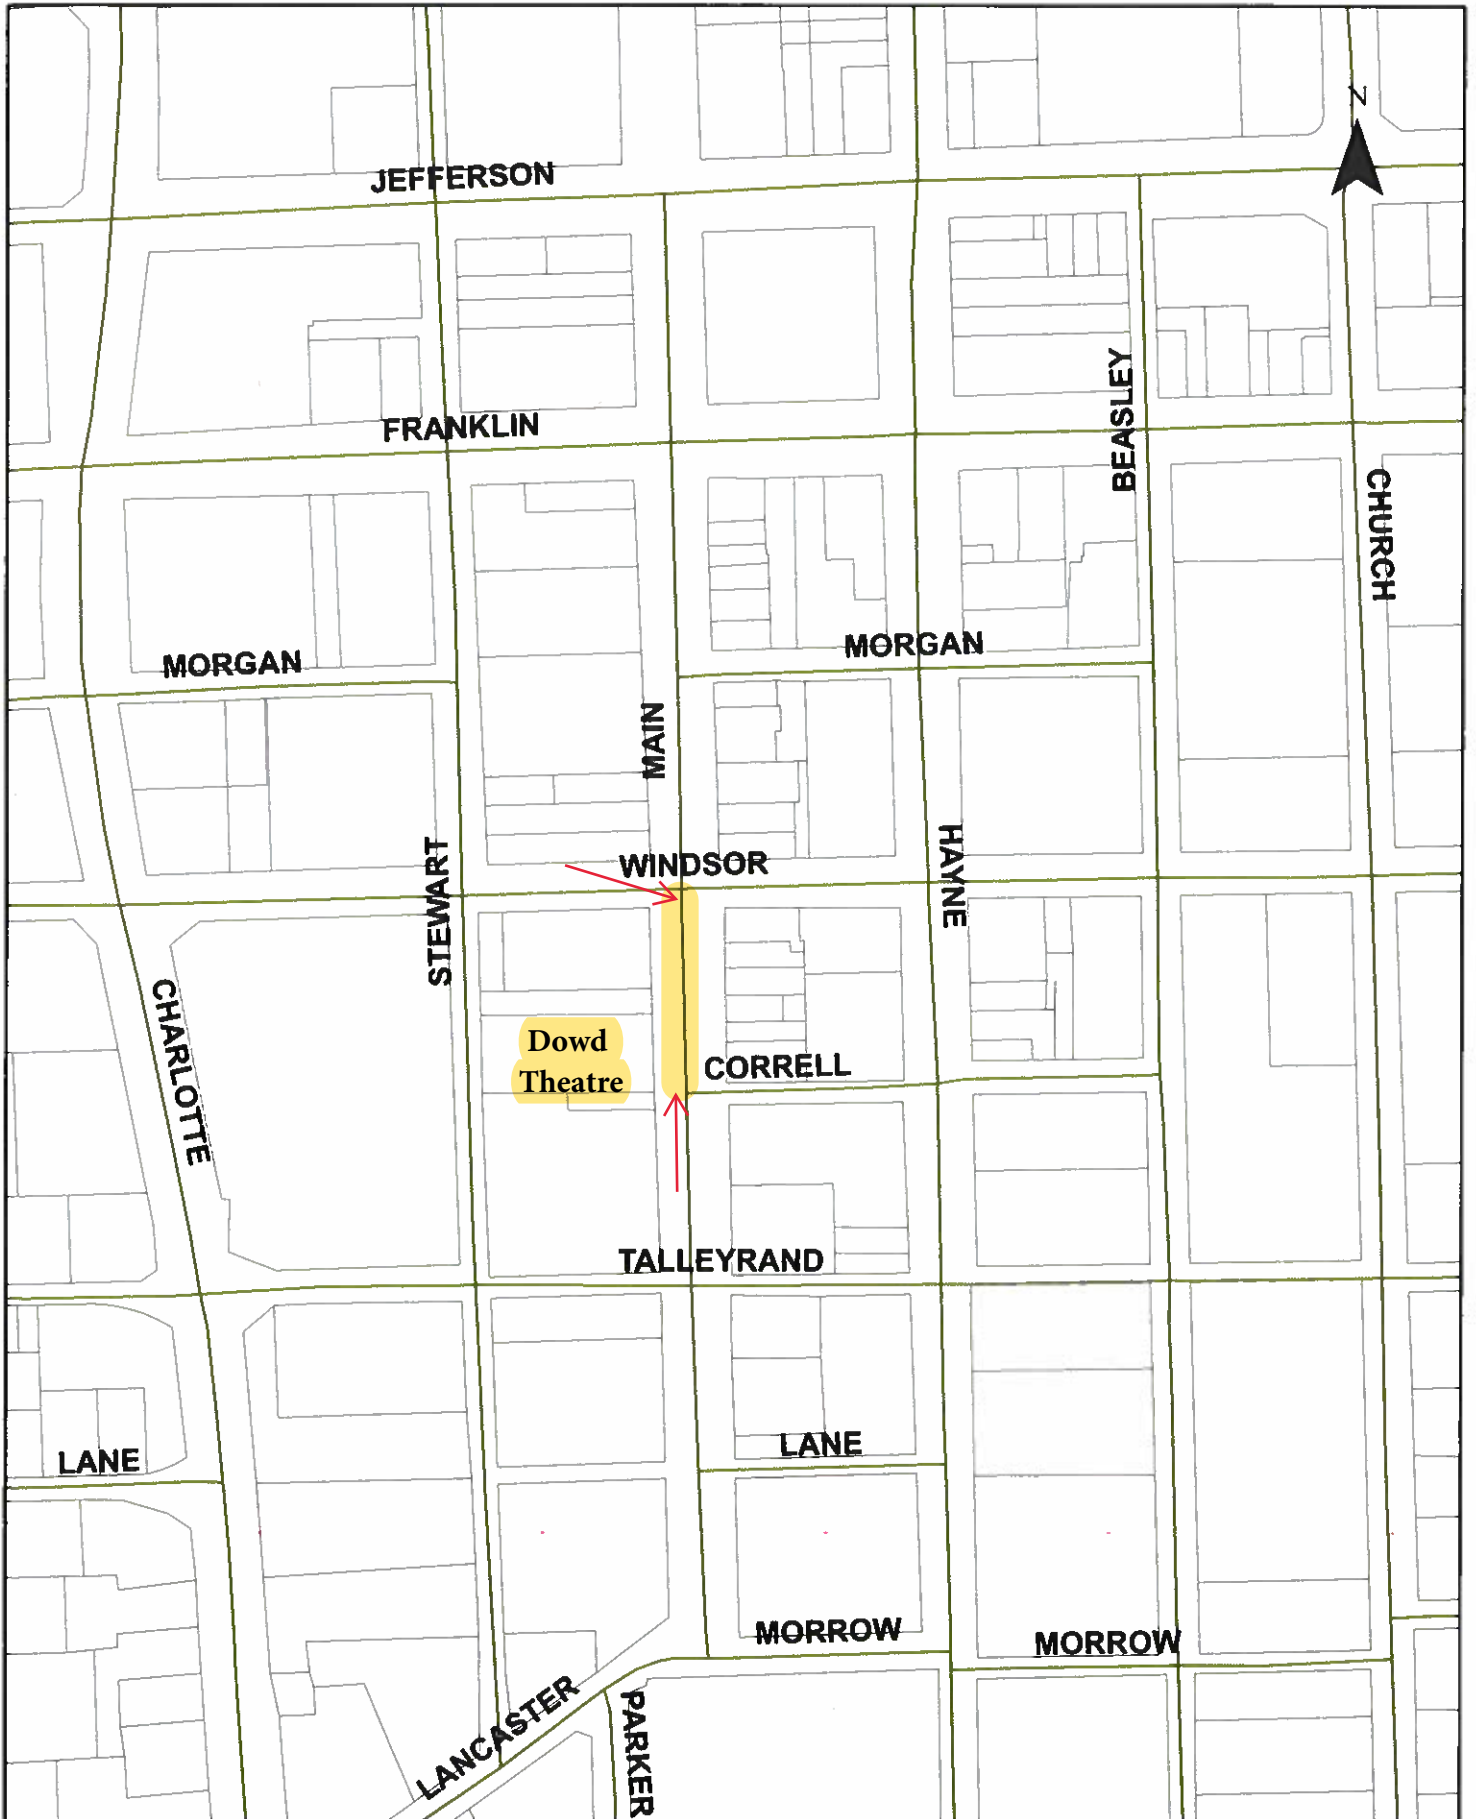 N
JEFFERSON
FRANKLIN
BEASLEY
CHURCH
MORGAN
MORGAN
MAIN
WINDSOR
HAYNE
STEWART
CHARLOTTE
Dowd
Theatre
CORRELL
TALLEYRAND
LANE
LANE
MORROW
MORROW
LANCASTER
PARKER